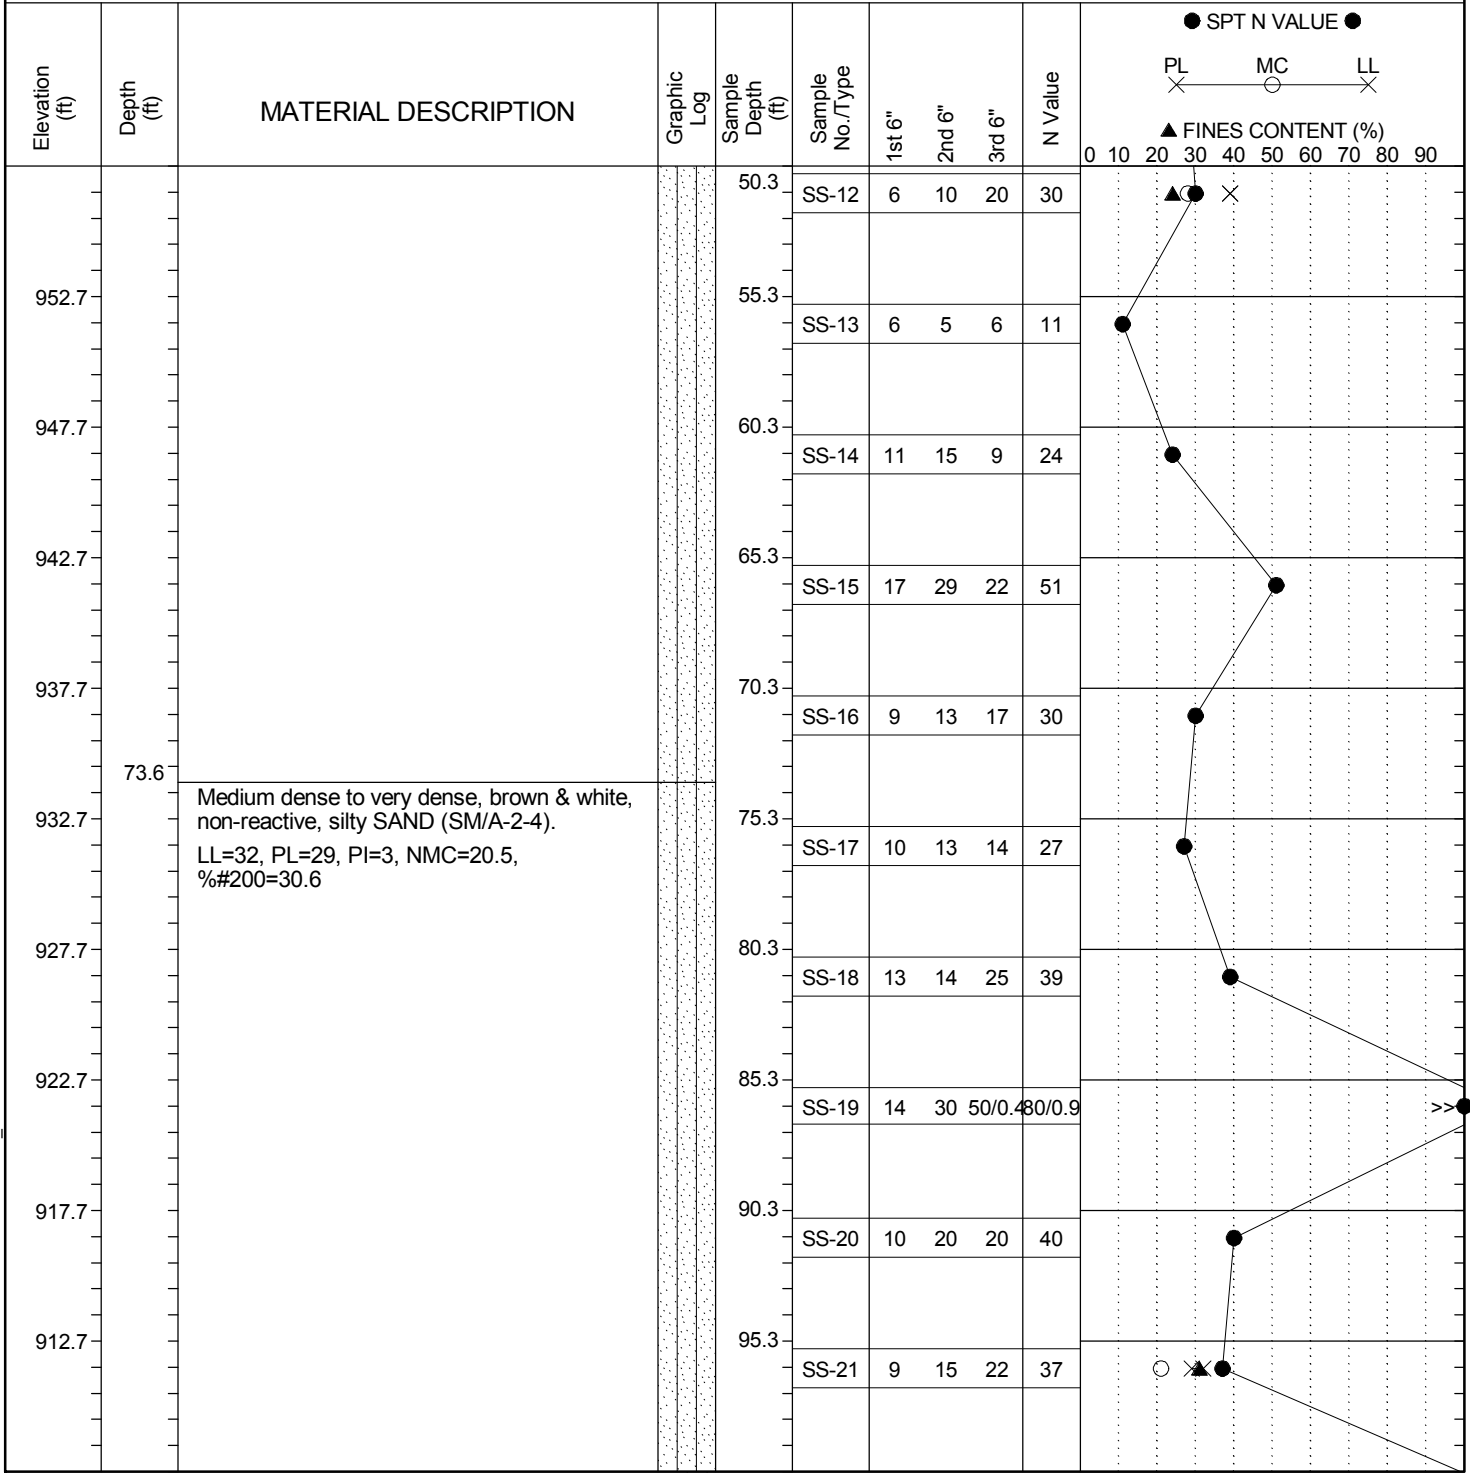 Elevation (ft)
Depth (ft)
MATERIAL DESCRIPTION
Graphic Log
Sample Depth (ft)
Sample No./Type
1st 6"
2nd 6"
3rd 6"
N Value
SPT N VALUE
PL MC LL
FINES CONTENT (%)
0 10 20 30 40 50 60 70 80 90
50.3
SS-12 6 10 20 30
952.7 55.3
SS-13 6 5 6 11
947.7 60.3
SS-14 11 15 9 24
942.7 65.3
SS-15 17 29 22 51
937.7 70.3
SS-16 9 13 17 30
73.6
Medium dense to very dense, brown & white,
932.7 non-reactive, silty SAND (SM/A-2-4). 75.3
LL=32, PL=29, PI=3, NMC=20.5,
SS-17 10 13 14 27
%#200=30.6
927.7 80.3
SS-18 13 14 25 39
922.7 85.3
SS-19 14 30 50/0.4 80/0.9 >>
917.7 90.3
SS-20 10 20 20 40
912.7 95.3
SS-21 9 15 22 37